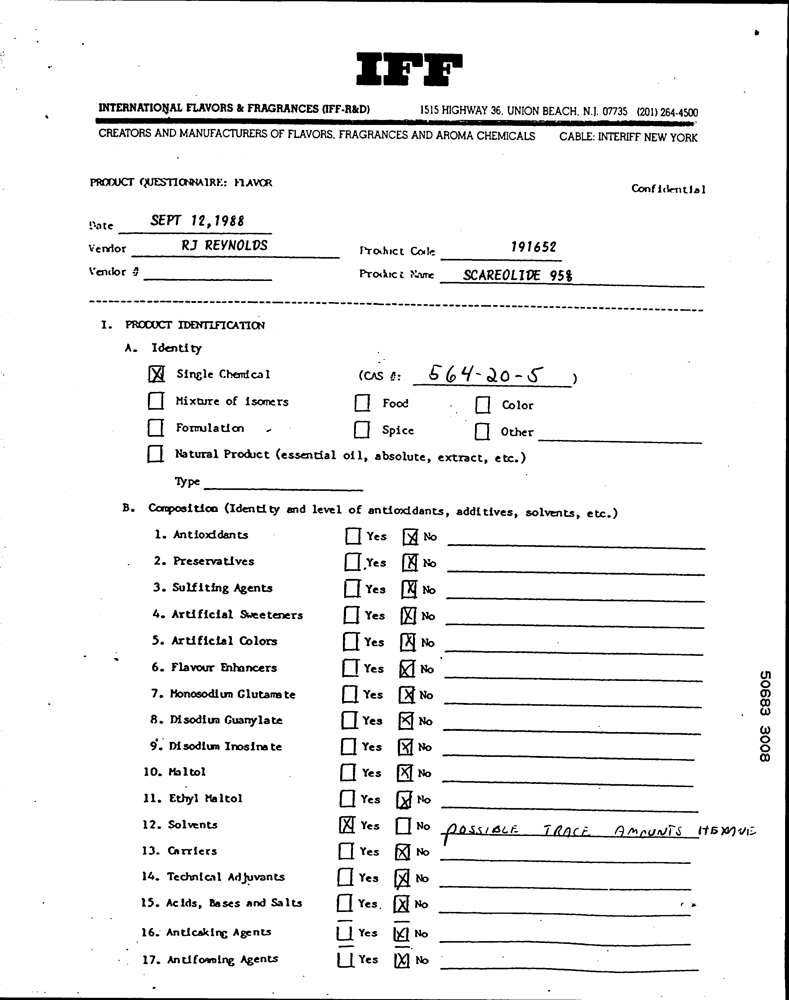 IFF
INTERNATIONAL FLAVORS & FRAGRANCES (IFF-R&D) 1515 HIGHWAY 36, UNION BEACH, N.J. 07735 (201) 264-4500
CREATORS AND MANUFACTURERS OF FLAVORS, FRAGRANCES AND AROMA CHEMICALS CABLE: INTERIFF NEW YORK
PRODUCT QUESTIONNAIRE: FLAVOR
Confidential
Date SEPT 12,1988
Vendor RJ REYNOLDS Product Code 191652
Vendor # Product Name SCAREOLIDE 95%
I. PRODUCT IDENTIFICATION
A. Identity
☒ Single Chemical (CAS #: 564-20-5 )
☐ Mixture of isomers ☐ Food ☐ Color
☐ Formulation ☐ Spice ☐ Other
☐ Natural Product (essential oil, absolute, extract, etc.)
Type
B. Composition (Identity and level of antioxidants, additives, solvents, etc.)
1. Antioxidants ☐ Yes ☒ No
2. Preservatives ☐ Yes ☒ No
3. Sulfiting Agents ☐ Yes ☒ No
4. Artificial Sweeteners ☐ Yes ☒ No
5. Artificial Colors ☐ Yes ☒ No
6. Flavour Enhancers ☐ Yes ☒ No
7. Monosodium Glutamate ☐ Yes ☒ No
8. Disodium Guanylate ☐ Yes ☒ No
9. Disodium Inosinate ☐ Yes ☒ No
10. Maltol ☐ Yes ☒ No
11. Ethyl Maltol ☐ Yes ☒ No
12. Solvents ☒ Yes ☐ No POSSIBLE TRACE AMOUNTS HEXANE
13. Carriers ☐ Yes ☒ No
14. Technical Adjuvants ☐ Yes ☒ No
15. Acids, Bases and Salts ☐ Yes. ☒ No
16. Anticaking Agents ☐ Yes ☒ No
17. Antifoaming Agents ☐ Yes ☒ No
50683 3008